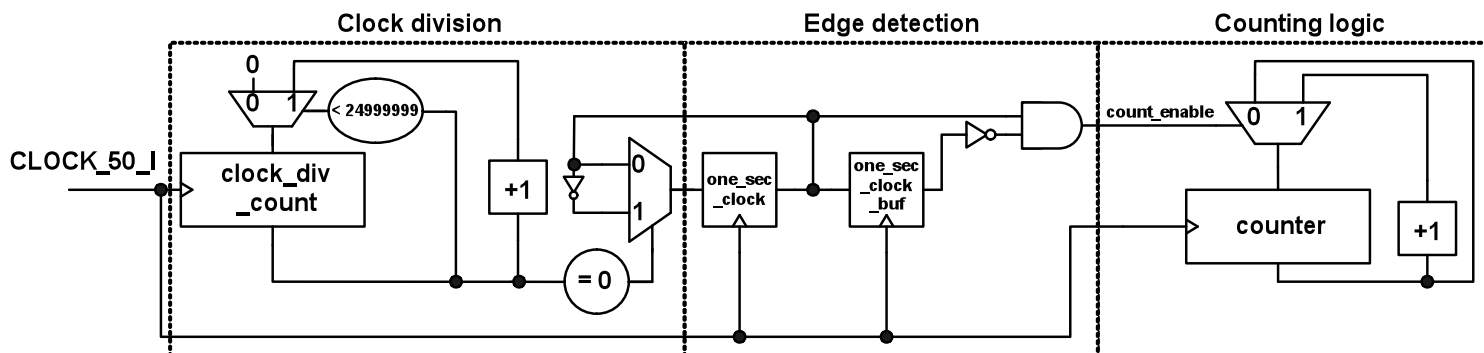 Clock division
Edge detection
Counting logic
0
0 1
< 24999999
CLOCK_50_I
clock_div
_count
+1
0
1
= 0
one_sec
_clock
one_sec
_clock
_buf
count_enable
0 1
counter
+1